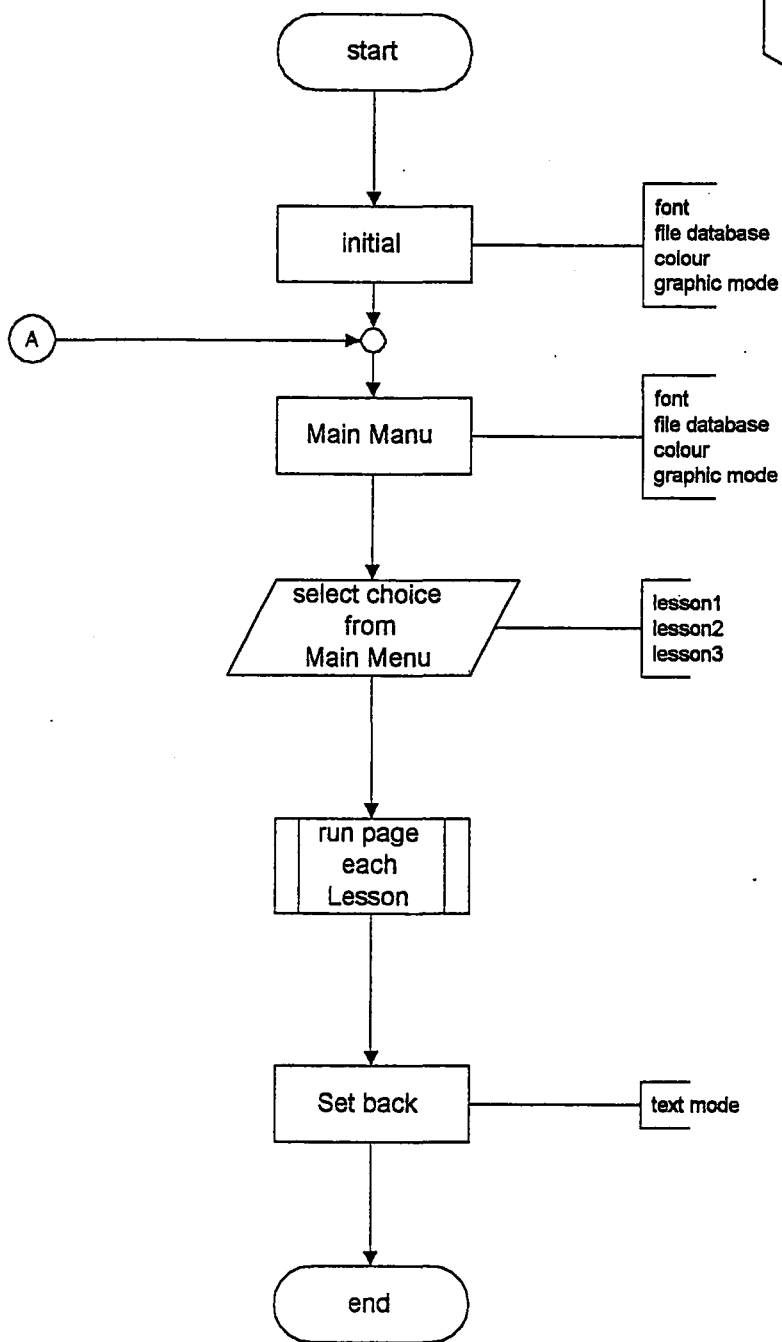 start
initial
font
file database
colour
graphic mode
A
Main Manu
font
file database
colour
graphic mode
select choice
from
Main Menu
lesson1
lesson2
lesson3
run page
each
Lesson
Set back
text mode
end